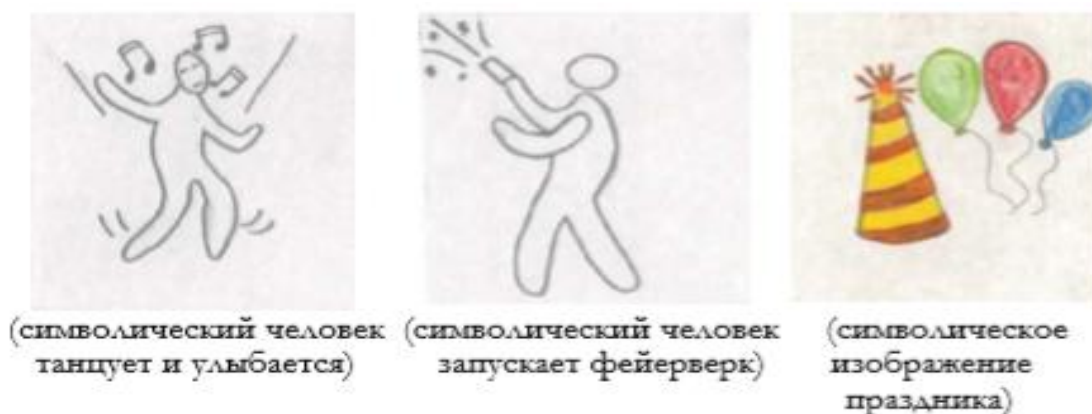 (символический человек
танцует и улыбается)
(символический человек
запускает фейерверк)
(символическое
изображение
праздника)